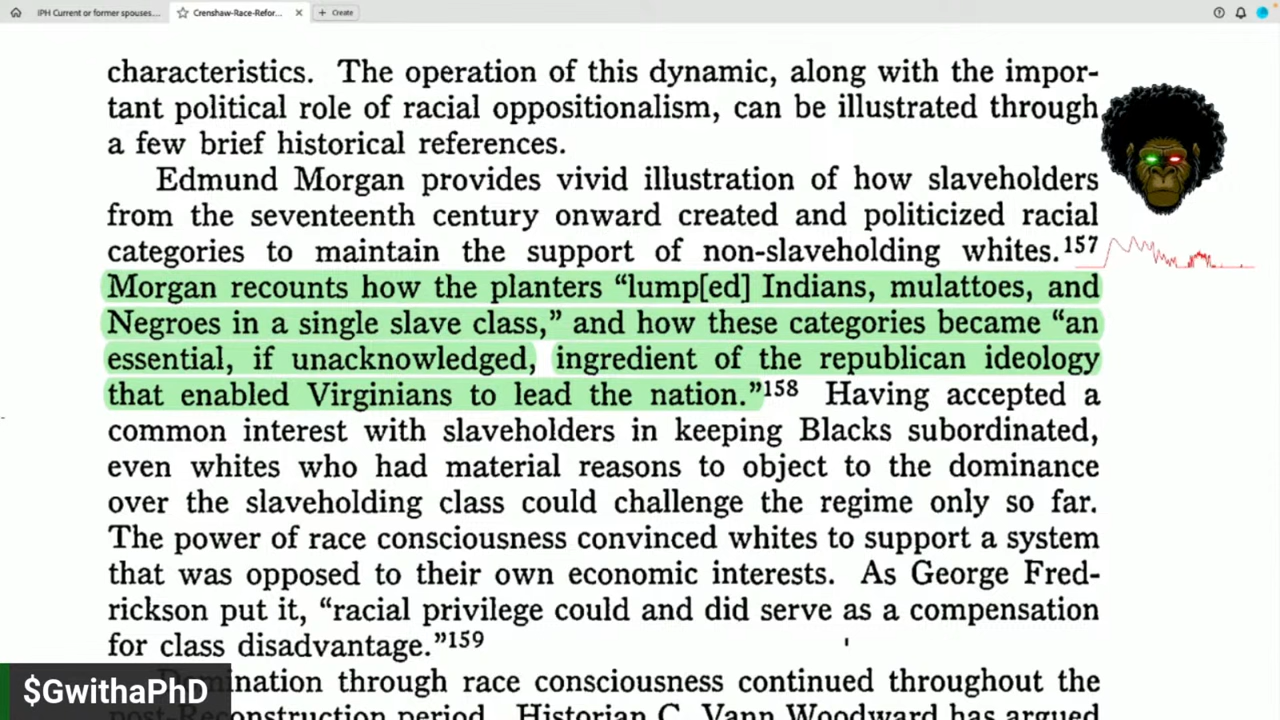 IPH Current or former spouses....
Crenshaw-Race-Refor...
+ Create
characteristics. The operation of this dynamic, along with the impor-
tant political role of racial oppositionalism, can be illustrated through
a few brief historical references.
Edmund Morgan provides vivid illustration of how slaveholders
from the seventeenth century onward created and politicized racial
categories to maintain the support of non-slaveholding whites.157
Morgan recounts how the planters “lump[ed] Indians, mulattoes, and
Negroes in a single slave class,” and how these categories became “an
essential, if unacknowledged, ingredient of the republican ideology
that enabled Virginians to lead the nation.”158 Having accepted a
common interest with slaveholders in keeping Blacks subordinated,
even whites who had material reasons to object to the dominance
over the slaveholding class could challenge the regime only so far.
The power of race consciousness convinced whites to support a system
that was opposed to their own economic interests. As George Fred-
rickson put it, “racial privilege could and did serve as a compensation
for class disadvantage.”159
Domination through race consciousness continued throughout the
post-Reconstruction period. Historian C. Vann Woodward has argued
$GwithaPhD